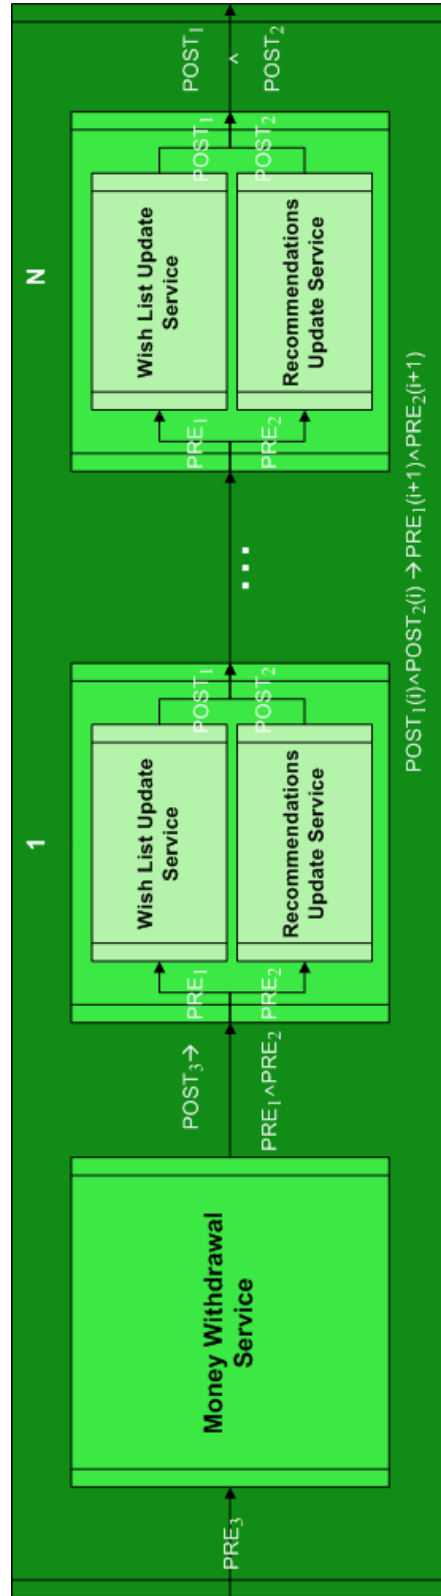 PRE₃
Money Withdrawal
Service
POST₃→
PRE₁∧PRE₂
1
PRE₁
PRE₂
Wish List Update
Service
Recommendations
Update Service
POST₁
POST₂
...
N
PRE₁
PRE₂
Wish List Update
Service
Recommendations
Update Service
POST₁
POST₂
POST₁
∧
POST₂
POST₁(i)∧POST₂(i)→PRE₁(i+1)∧PRE₂(i+1)